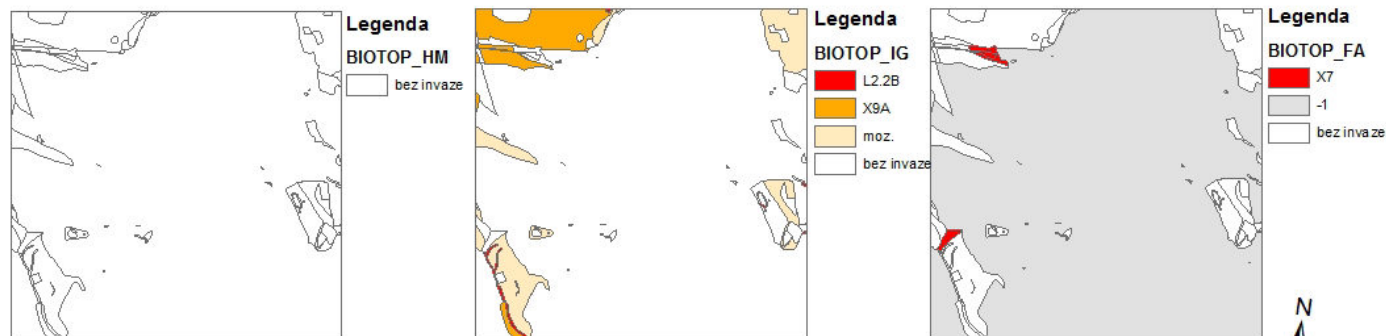 Legenda
BIOTOP_HM
bez invaze
Legenda
BIOTOP_IG
L2.2B
X9A
moz.
bez invaze
Legenda
BIOTOP_FA
X7
-1
bez invaze
N